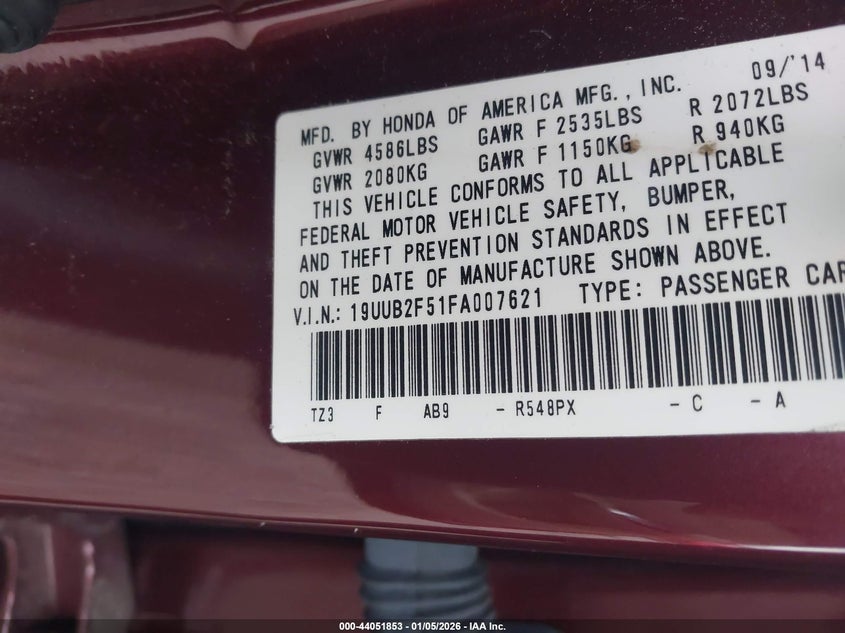 09/'14
MFD. BY HONDA OF AMERICA MFG., INC.
GVWR 4586LBS GAWR F 2535LBS R 2072LBS
GVWR 2080KG GAWR F 1150KG R 940KG
THIS VEHICLE CONFORMS TO ALL APPLICABLE
FEDERAL MOTOR VEHICLE SAFETY, BUMPER,
AND THEFT PREVENTION STANDARDS IN EFFECT
ON THE DATE OF MANUFACTURE SHOWN ABOVE.
V.I.N.: 19UUB2F51FA007621 TYPE: PASSENGER CAR
TZ3 F AB9 - R548PX - C - A
000-44051853 - 01/05/2026 - IAA Inc.